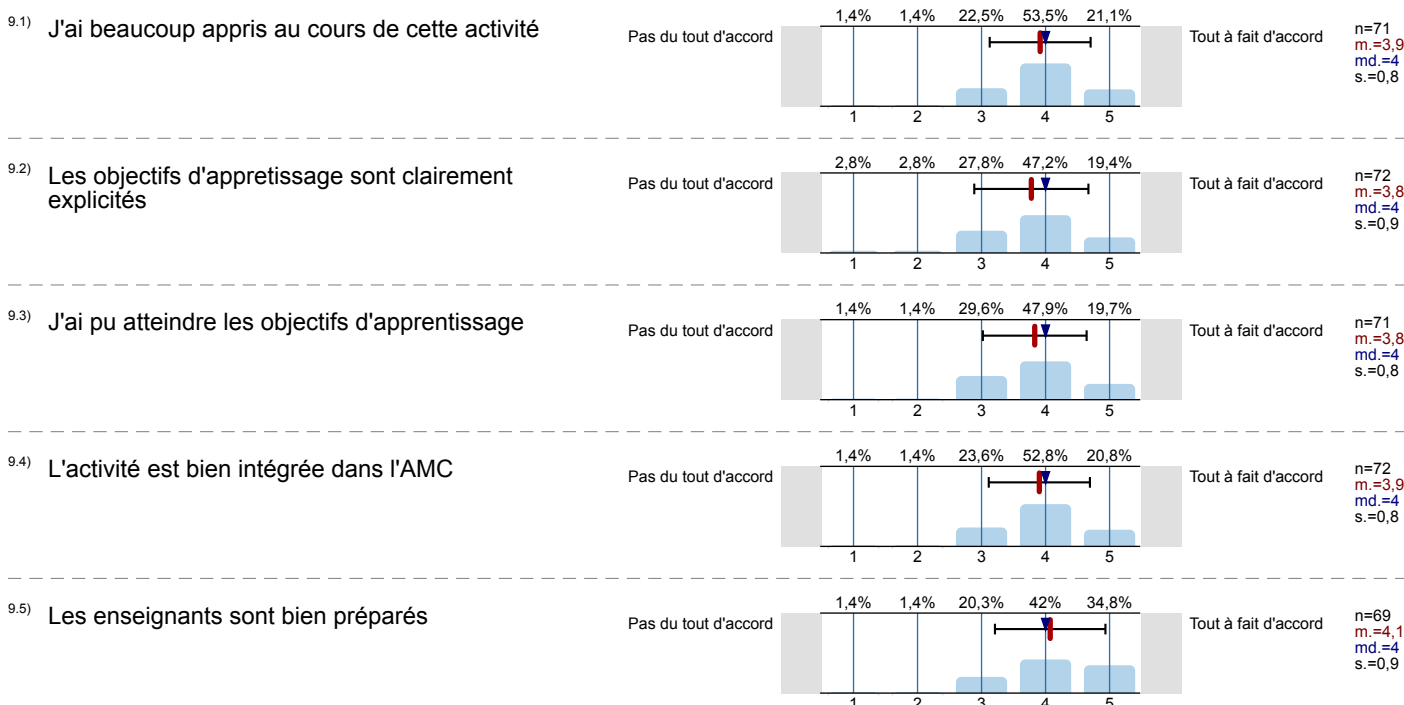 9.1) J'ai beaucoup appris au cours de cette activité
Pas du tout d'accord
1,4% 1,4% 22,5% 53,5% 21,1%
1 2 3 4 5
Tout à fait d'accord
n=71
m.=3,9
md.=4
s.=0,8
9.2) Les objectifs d'appretissage sont clairement
explicités
Pas du tout d'accord
2,8% 2,8% 27,8% 47,2% 19,4%
1 2 3 4 5
Tout à fait d'accord
n=72
m.=3,8
md.=4
s.=0,9
9.3) J'ai pu atteindre les objectifs d'apprentissage
Pas du tout d'accord
1,4% 1,4% 29,6% 47,9% 19,7%
1 2 3 4 5
Tout à fait d'accord
n=71
m.=3,8
md.=4
s.=0,8
9.4) L'activité est bien intégrée dans l'AMC
Pas du tout d'accord
1,4% 1,4% 23,6% 52,8% 20,8%
1 2 3 4 5
Tout à fait d'accord
n=72
m.=3,9
md.=4
s.=0,8
9.5) Les enseignants sont bien préparés
Pas du tout d'accord
1,4% 1,4% 20,3% 42% 34,8%
1 2 3 4 5
Tout à fait d'accord
n=69
m.=4,1
md.=4
s.=0,9